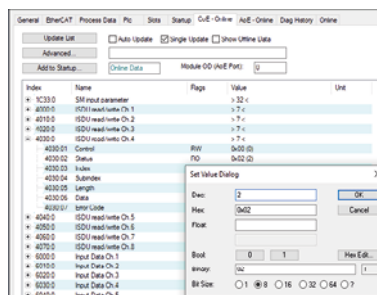 General EtherCAT Process Data Plc Slots Startup CoE - Online AoE - Online Diag History Online
Update List Auto Update Single Update Show Offline Data
Advanced...
Add to Startup... Online Data Module OD (AoE Port): 0
Index Name Flags Value Unit
1C33:0 SM input parameter > 32 <
4000:0 ISDU read/write Ch.1 > 7 <
4010:0 ISDU read/write Ch.2 > 7 <
4020:0 ISDU read/write Ch.3 > 7 <
4030:0 ISDU read/write Ch.4 > 7 <
4030:01 Control RW 0x00 (0)
4030:02 Status RO 0x02 (2)
4030:03 Index
4030:04 Subindex
4030:05 Length
4030:06 Data
4030:07 Error Code
4040:0 ISDU read/write Ch.5
4050:0 ISDU read/write Ch.6
4060:0 ISDU read/write Ch.7
4070:0 ISDU read/write Ch.8
6000:0 Input Data Ch.1
6010:0 Input Data Ch.2
6020:0 Input Data Ch.3
6030:0 Input Data Ch.4
Set Value Dialog
Dec: 2 OK
Hex: 0x02 Cancel
Float:
Bool: 0 1 Hex Edit...
Binary: 02 1
Bit Size: 1 8 16 32 64 ?